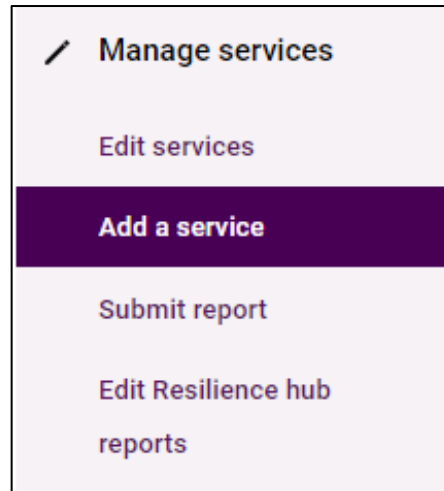 Manage services
Edit services
Add a service
Submit report
Edit Resilience hub
reports